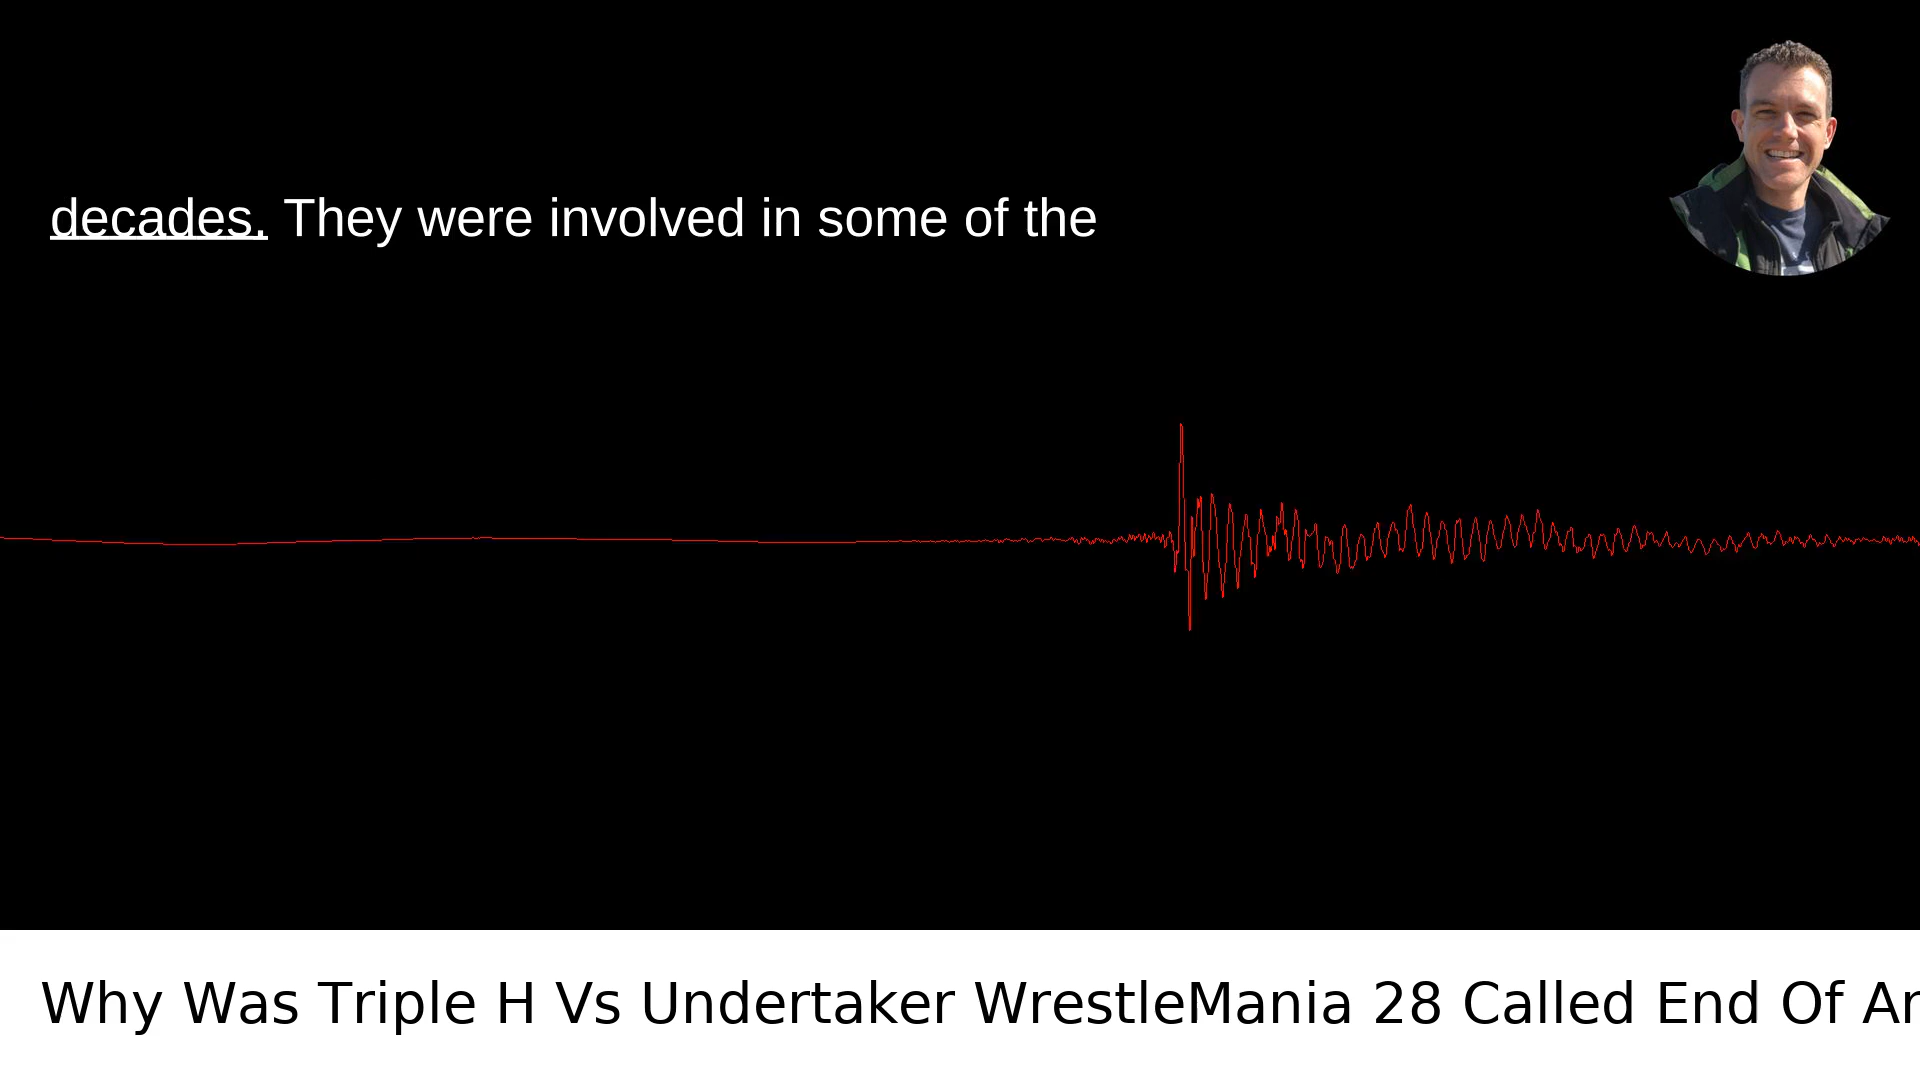 decades. They were involved in some of the
Why Was Triple H Vs Undertaker WrestleMania 28 Called End Of An